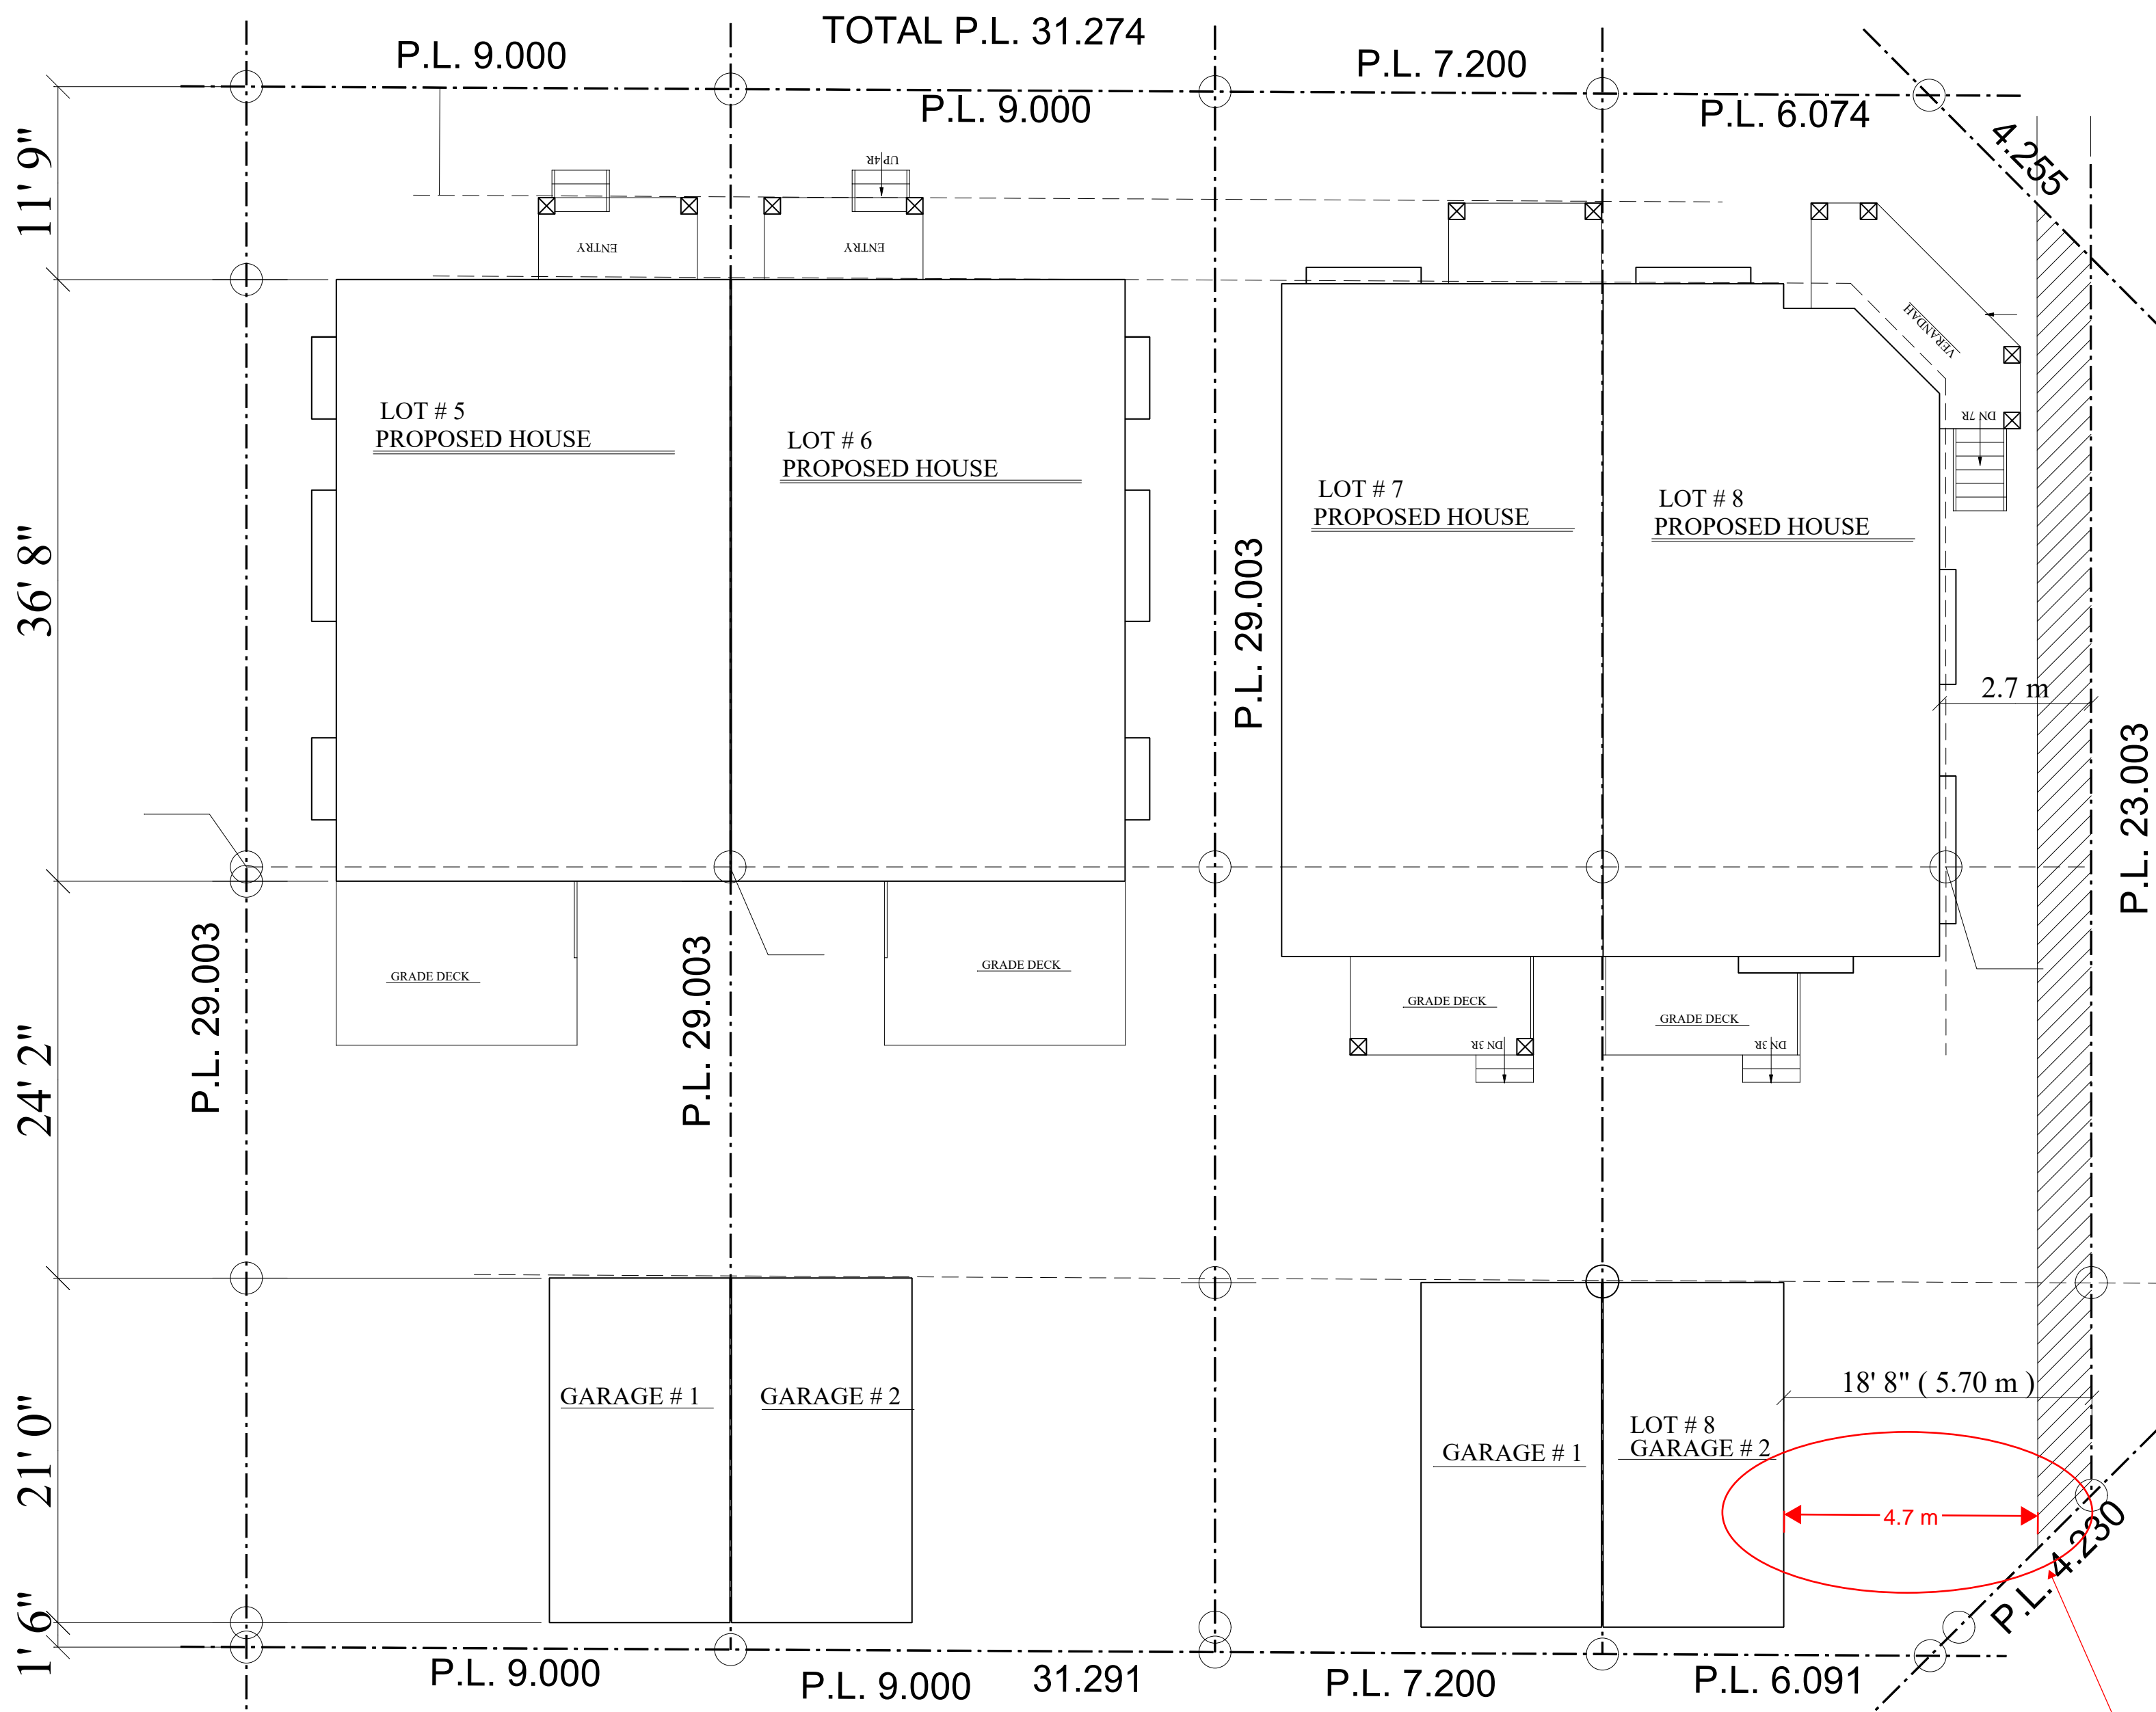 TOTAL P.L. 31.274
P.L. 9.000
P.L. 7.200
P.L. 9.000
P.L. 6.074
4.255
11' 9"
UP 4R
ENTRY
ENTRY
VERANDAH
DN 7R
LOT # 5
PROPOSED HOUSE
LOT # 6
PROPOSED HOUSE
LOT # 7
PROPOSED HOUSE
LOT # 8
PROPOSED HOUSE
36' 8"
P.L. 29.003
2.7 m
P.L. 23.003
P.L. 29.003
P.L. 29.003
GRADE DECK
GRADE DECK
GRADE DECK
GRADE DECK
DN 3R
DN 3R
24' 2"
21' 0"
GARAGE # 1
GARAGE # 2
GARAGE # 1
LOT # 8
GARAGE # 2
18' 8" ( 5.70 m )
4.7 m
P.L. 4.230
1' 6"
P.L. 9.000
P.L. 9.000
31.291
P.L. 7.200
P.L. 6.091